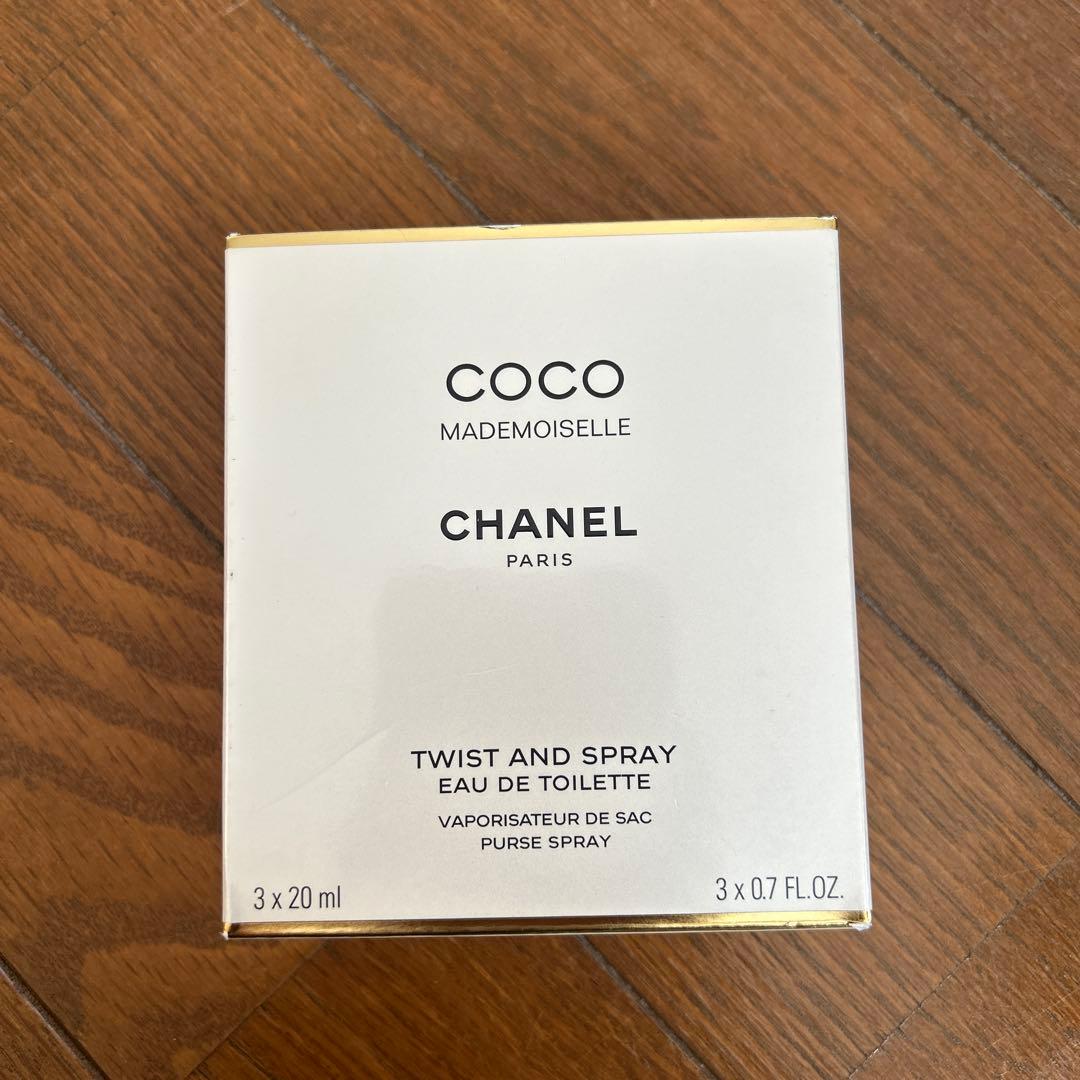 COCO
MADEMOISELLE
CHANEL
PARIS
TWIST AND SPRAY
EAU DE TOILETTE
VAPORISATEUR DE SAC
PURSE SPRAY
3 x 20 ml
3 x 0.7 FL.OZ.